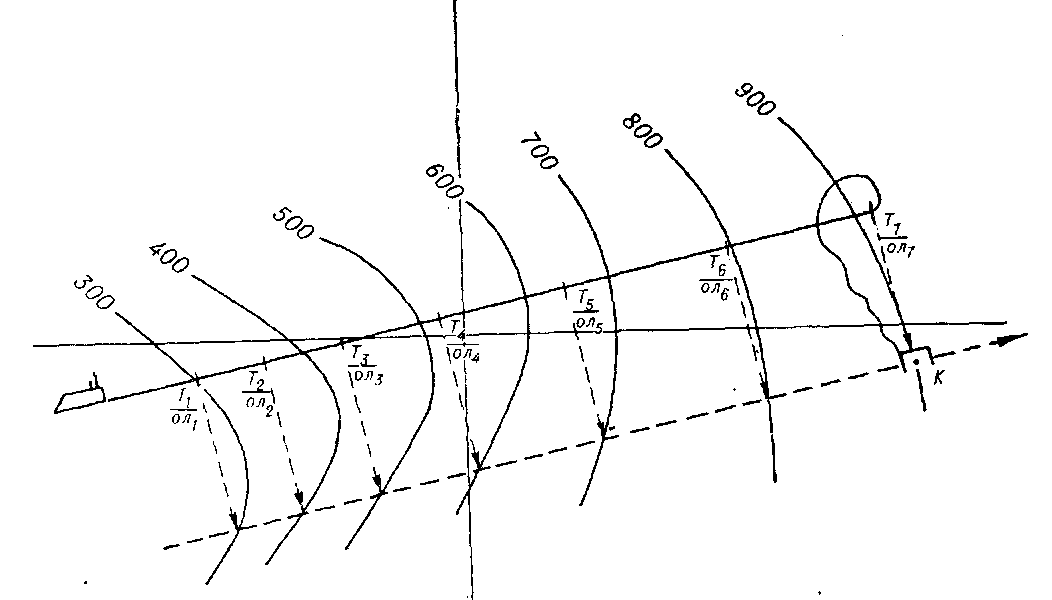 300
400
500
600
700
800
900
T₁
ОЛ₁
T₂
ОЛ₂
T₃
ОЛ₃
T₄
ОЛ₄
T₅
ОЛ₅
T₆
ОЛ₆
T₇
ОЛ₇
K